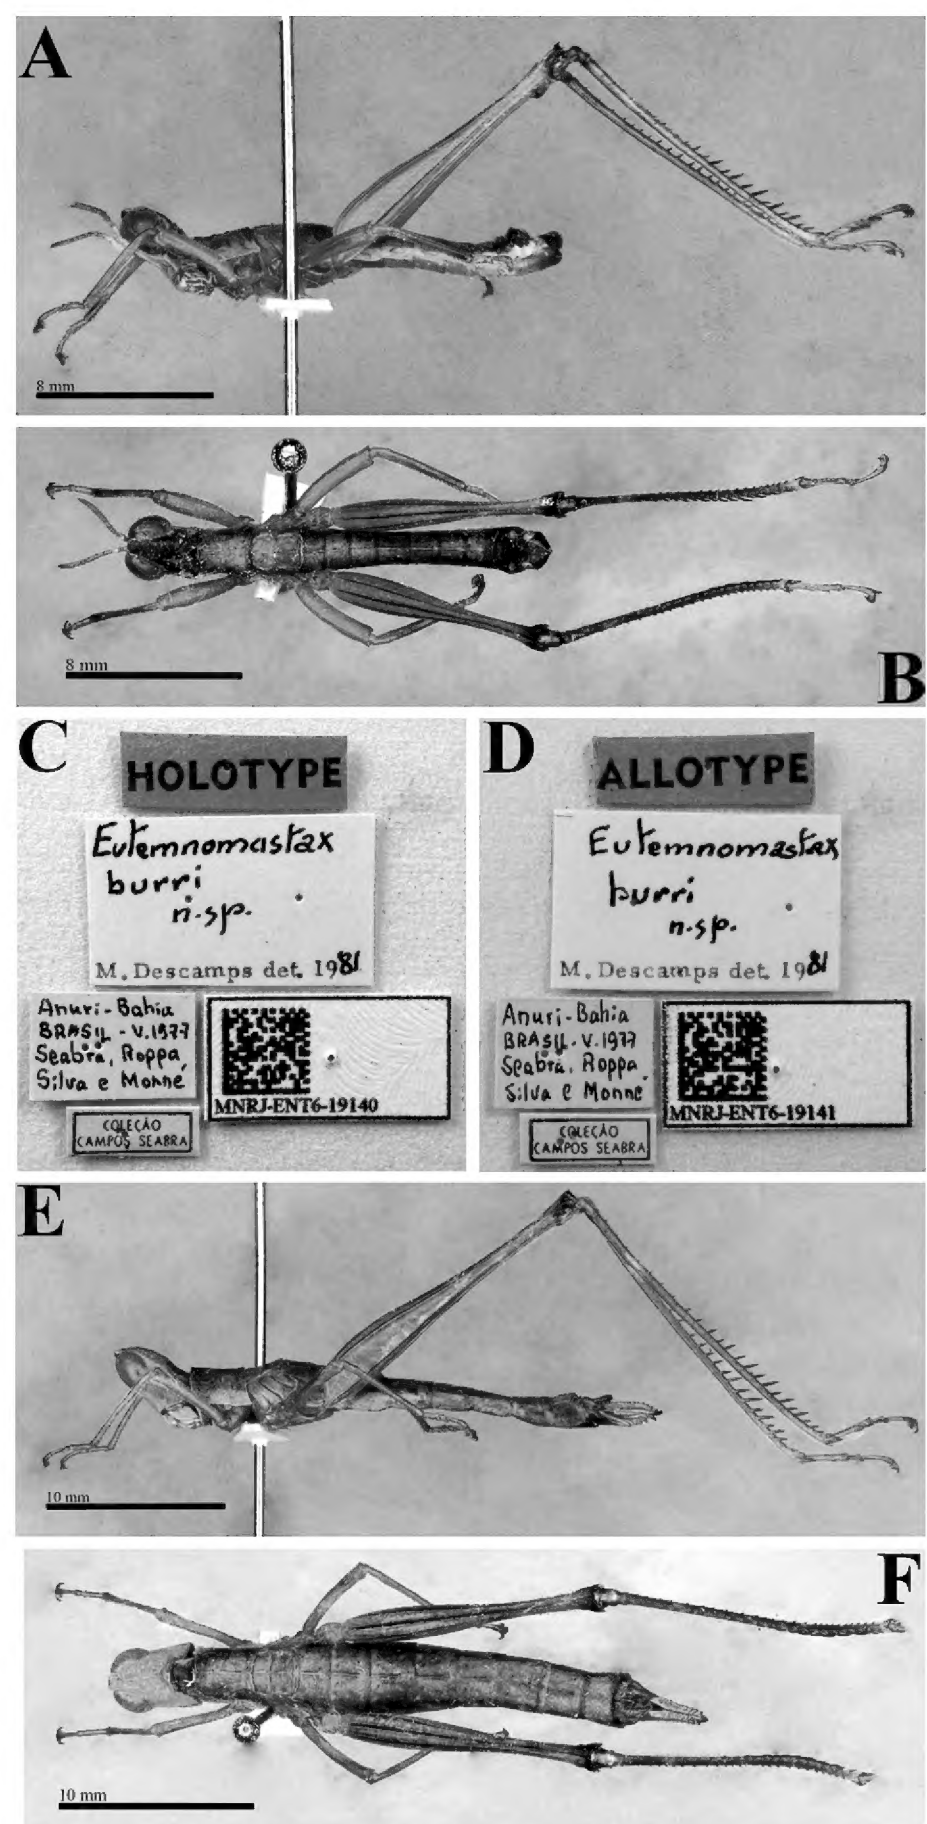 A
8 mm
8 mm
B
C
HOLOTYPE
Eutemnomastax
burri
n.sp.
M. Descamps det. 1981
Anuri-Bahia
BRASIL-V.1977
Seabra, Roppa,
Silva e Monné
MNRJ-ENT6-19140
COLEÇÃO
CAMPOS SEABRA
D
ALLOTYPE
Eutemnomastax
burri
n.sp.
M. Descamps det. 1981
Anuri-Bahia
BRASIL-V.1977
Seabra, Roppa,
Silva e Monné
MNRJ-ENT6-19141
COLEÇÃO
CAMPOS SEABRA
E
10 mm
F
10 mm